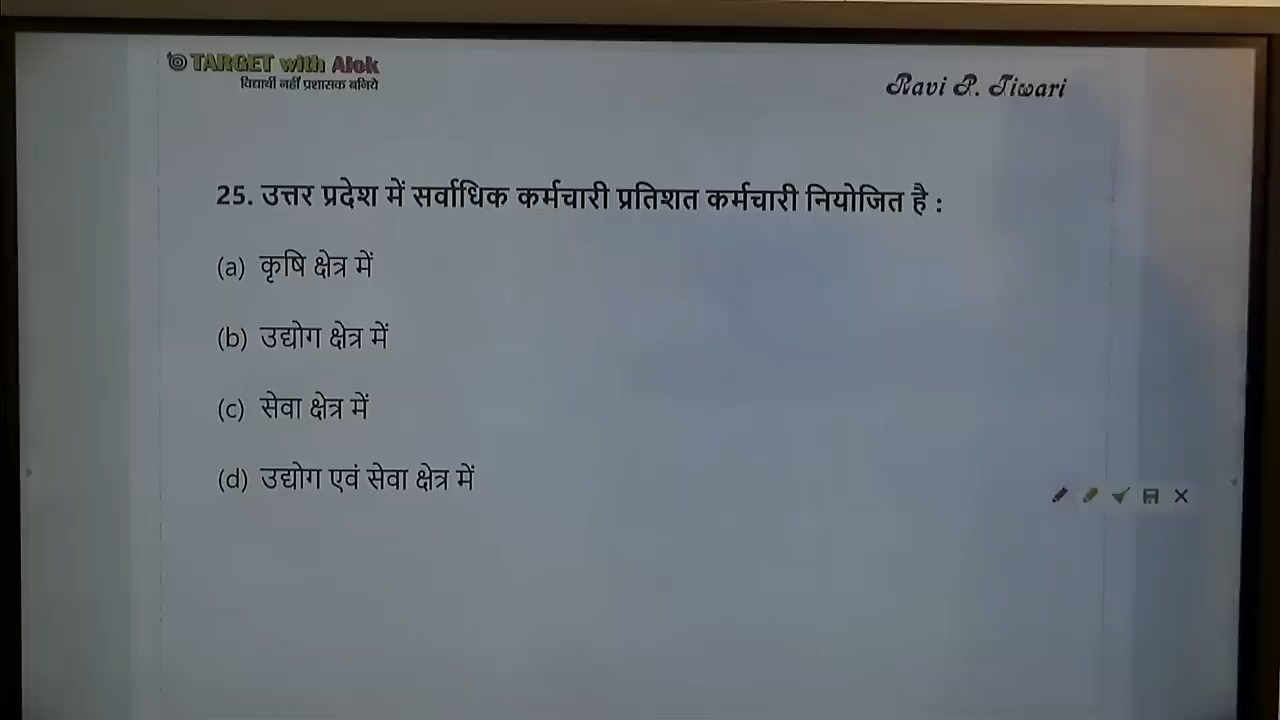 TARGET with Alok
विद्यार्थी नहीं प्रशासक बनिये
Ravi P. Tiwari
25. उत्तर प्रदेश में सर्वाधिक कर्मचारी प्रतिशत कर्मचारी नियोजित है :
(a) कृषि क्षेत्र में
(b) उद्योग क्षेत्र में
(c) सेवा क्षेत्र में
(d) उद्योग एवं सेवा क्षेत्र में